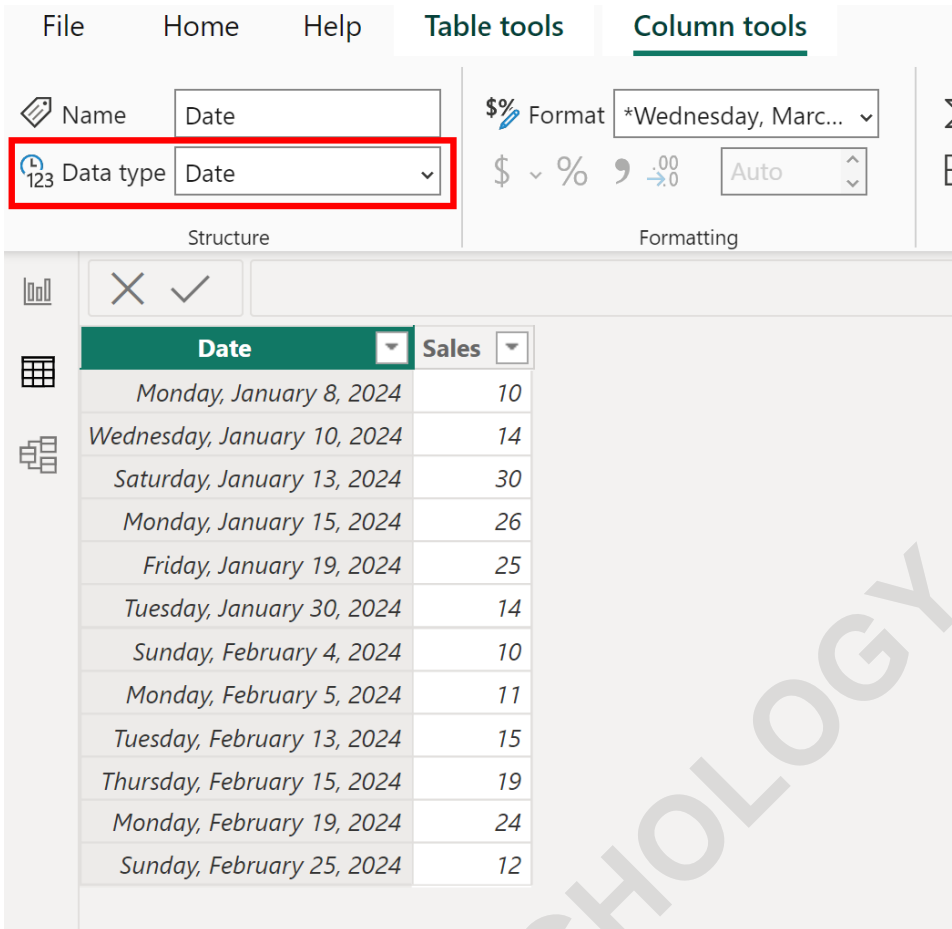 File Home Help Table tools Column tools
Name Date $% Format *Wednesday, Marc...
123 Data type Date $ % , .00 .0 Auto
Structure Formatting
Date Sales
Monday, January 8, 2024 10
Wednesday, January 10, 2024 14
Saturday, January 13, 2024 30
Monday, January 15, 2024 26
Friday, January 19, 2024 25
Tuesday, January 30, 2024 14
Sunday, February 4, 2024 10
Monday, February 5, 2024 11
Tuesday, February 13, 2024 15
Thursday, February 15, 2024 19
Monday, February 19, 2024 24
Sunday, February 25, 2024 12
HOLOGY